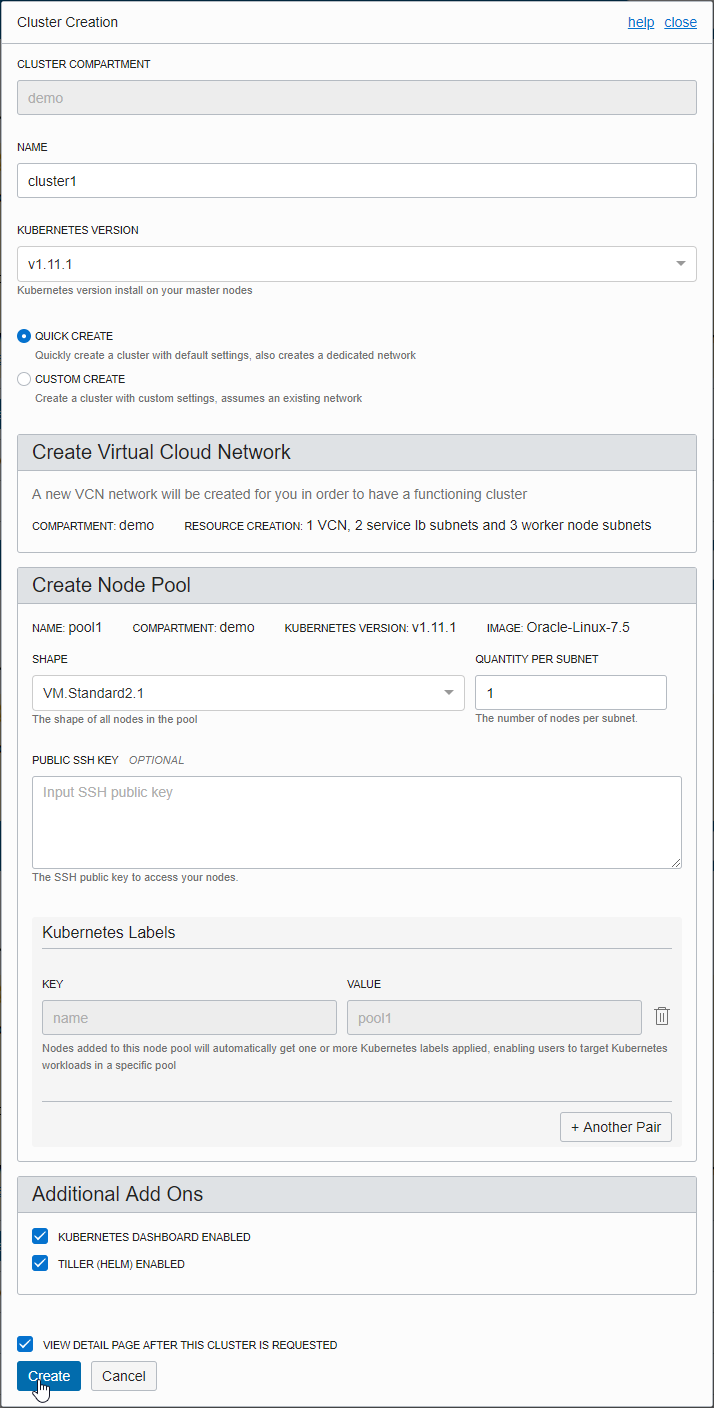 Cluster Creation help close
CLUSTER COMPARTMENT
demo
NAME
cluster1
KUBERNETES VERSION
v1.11.1
Kubernetes version install on your master nodes
QUICK CREATE
Quickly create a cluster with default settings, also creates a dedicated network
CUSTOM CREATE
Create a cluster with custom settings, assumes an existing network
Create Virtual Cloud Network
A new VCN network will be created for you in order to have a functioning cluster
COMPARTMENT: demo RESOURCE CREATION: 1 VCN, 2 service lb subnets and 3 worker node subnets
Create Node Pool
NAME: pool1 COMPARTMENT: demo KUBERNETES VERSION: v1.11.1 IMAGE: Oracle-Linux-7.5
SHAPE QUANTITY PER SUBNET
VM.Standard2.1 1
The shape of all nodes in the pool The number of nodes per subnet.
PUBLIC SSH KEY OPTIONAL
Input SSH public key
The SSH public key to access your nodes.
Kubernetes Labels
KEY VALUE
name pool1
Nodes added to this node pool will automatically get one or more Kubernetes labels applied, enabling users to target Kubernetes
workloads in a specific pool
+ Another Pair
Additional Add Ons
KUBERNETES DASHBOARD ENABLED
TILLER (HELM) ENABLED
VIEW DETAIL PAGE AFTER THIS CLUSTER IS REQUESTED
Create Cancel